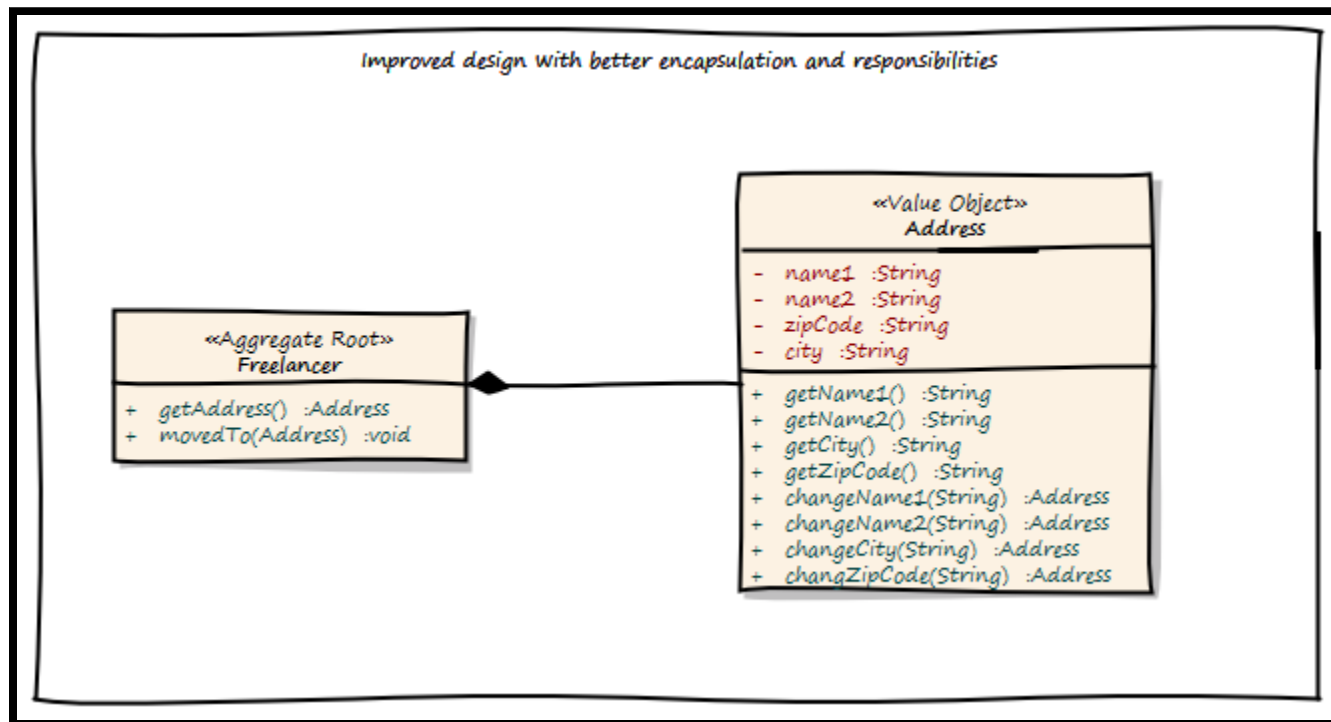 Improved design with better encapsulation and responsibilities
«Aggregate Root»
Freelancer
+ getAddress() :Address
+ movedTo(Address) :void
«Value Object»
Address
- name1 :String
- name2 :String
- zipCode :String
- city :String
+ getName1() :String
+ getName2() :String
+ getCity() :String
+ getZipCode() :String
+ changeName1(String) :Address
+ changeName2(String) :Address
+ changeCity(String) :Address
+ changZipCode(String) :Address